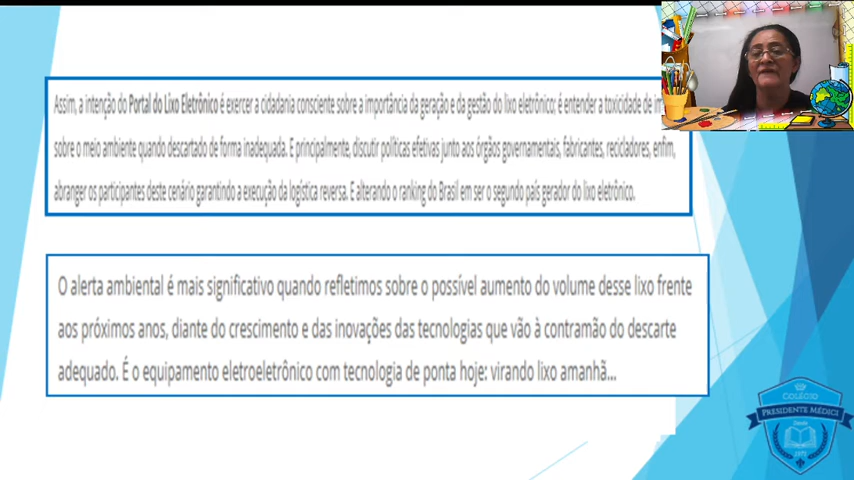 Assim, a intenção do Portal do Lixo Eletrônico é exercer a cidadania consciente sobre a importância da geração e da gestão do lixo eletrônico; é entender a toxicidade de
sobre o meio ambiente quando descartado de forma inadequada. E principalmente, discutir políticas efetivas junto aos órgãos governamentais, fabricantes, recicladores, enfim,
abranger os participantes deste cenário garantindo a execução da logística reversa. E alterando o ranking do Brasil em ser o segundo país gerador do lixo eletrônico.
O alerta ambiental é mais significativo quando refletimos sobre o possível aumento do volume desse lixo frente
aos próximos anos, diante do crescimento e das inovações das tecnologias que vão à contramão do descarte
adequado. É o equipamento eletroeletrônico com tecnologia de ponta hoje: virando lixo amanhã...
COLÉGIO
PRESIDENTE MÉDICI